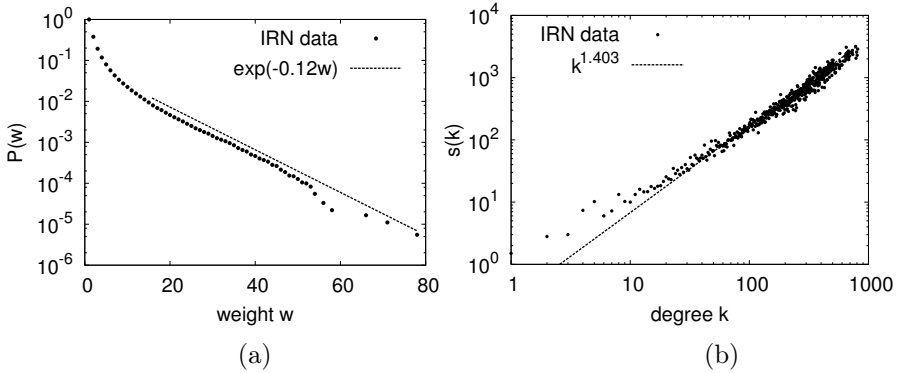 10^0
10^-1
10^-2
10^-3
10^-4
10^-5
10^-6
P(w)
IRN data
exp(-0.12w)
0 20 40 60 80
weight w
(a)
10^4
10^3
10^2
10^1
10^0
s(k)
IRN data
k^1.403
1 10 100 1000
degree k
(b)